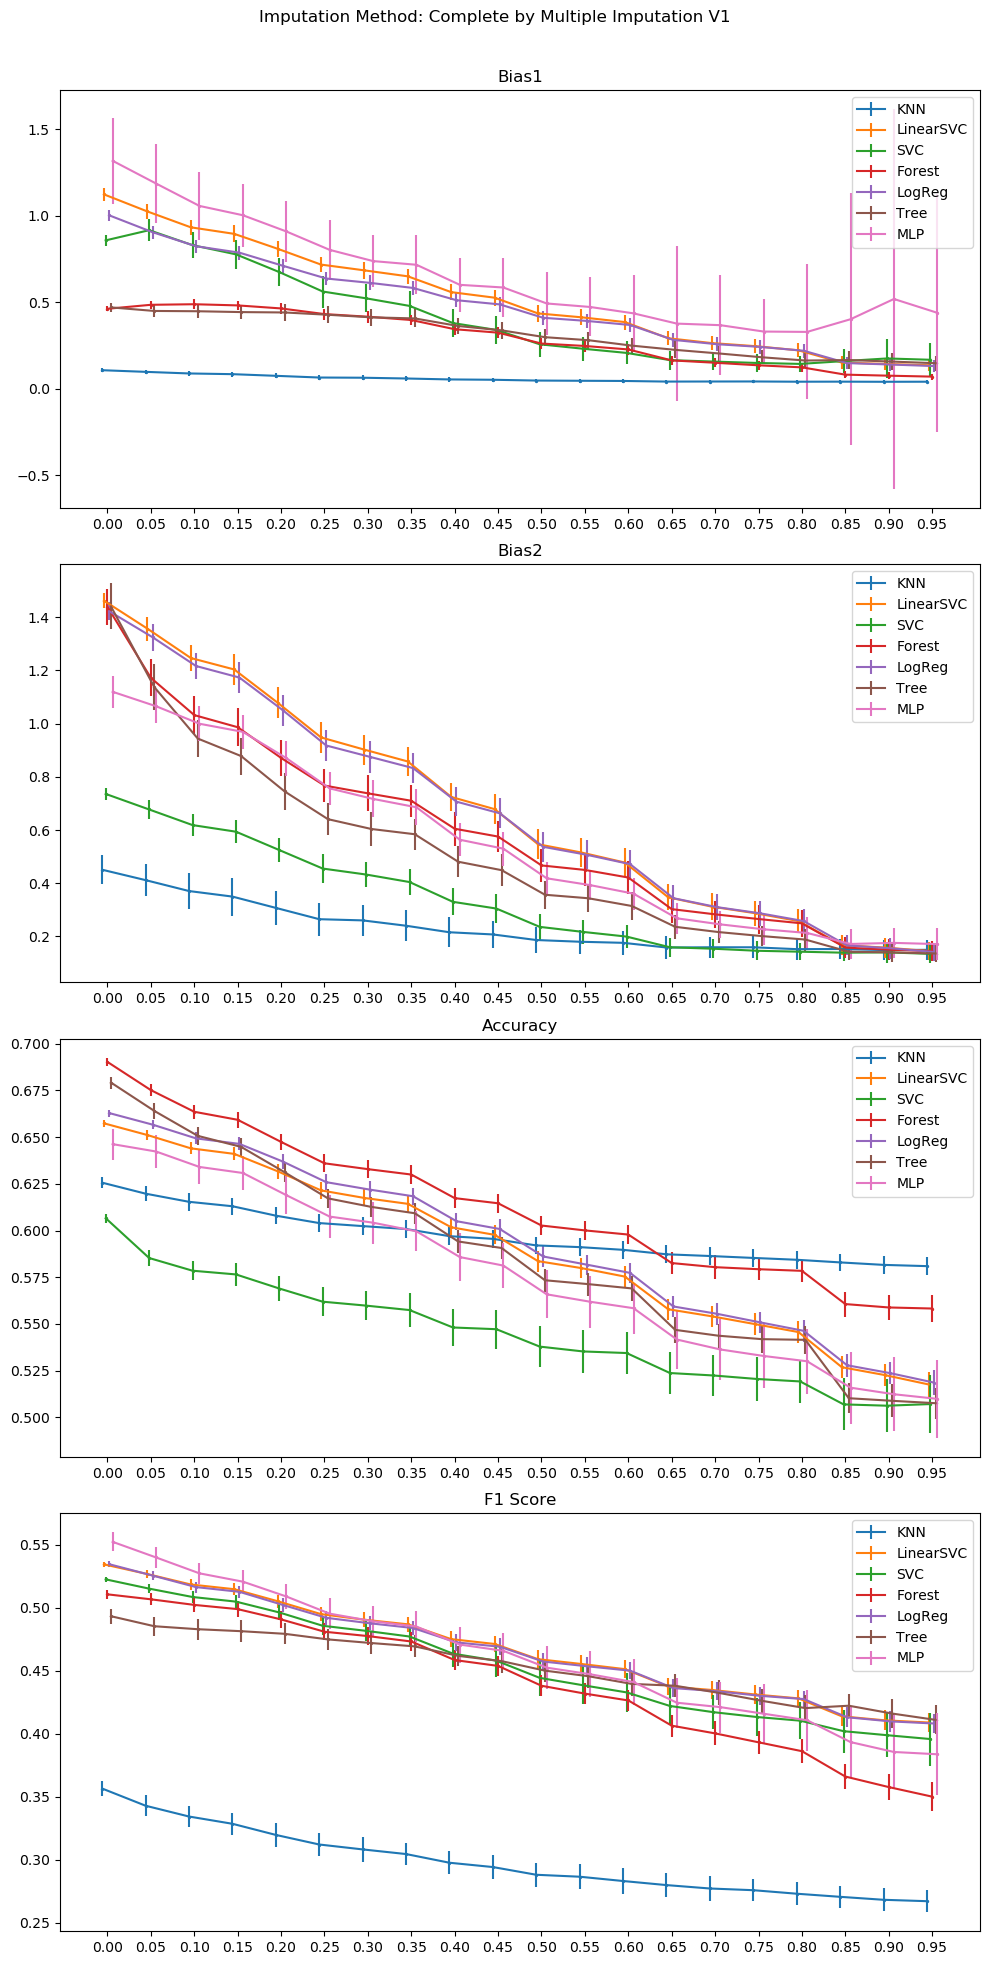 Imputation Method: Complete by Multiple Imputation V1
Bias1
1.5
1.0
0.5
0.0
−0.5
KNN
LinearSVC
SVC
Forest
LogReg
Tree
MLP
0.00 0.05 0.10 0.15 0.20 0.25 0.30 0.35 0.40 0.45 0.50 0.55 0.60 0.65 0.70 0.75 0.80 0.85 0.90 0.95
Bias2
1.4
1.2
1.0
0.8
0.6
0.4
0.2
KNN
LinearSVC
SVC
Forest
LogReg
Tree
MLP
0.00 0.05 0.10 0.15 0.20 0.25 0.30 0.35 0.40 0.45 0.50 0.55 0.60 0.65 0.70 0.75 0.80 0.85 0.90 0.95
Accuracy
0.700
0.675
0.650
0.625
0.600
0.575
0.550
0.525
0.500
KNN
LinearSVC
SVC
Forest
LogReg
Tree
MLP
0.00 0.05 0.10 0.15 0.20 0.25 0.30 0.35 0.40 0.45 0.50 0.55 0.60 0.65 0.70 0.75 0.80 0.85 0.90 0.95
F1 Score
0.55
0.50
0.45
0.40
0.35
0.30
0.25
KNN
LinearSVC
SVC
Forest
LogReg
Tree
MLP
0.00 0.05 0.10 0.15 0.20 0.25 0.30 0.35 0.40 0.45 0.50 0.55 0.60 0.65 0.70 0.75 0.80 0.85 0.90 0.95